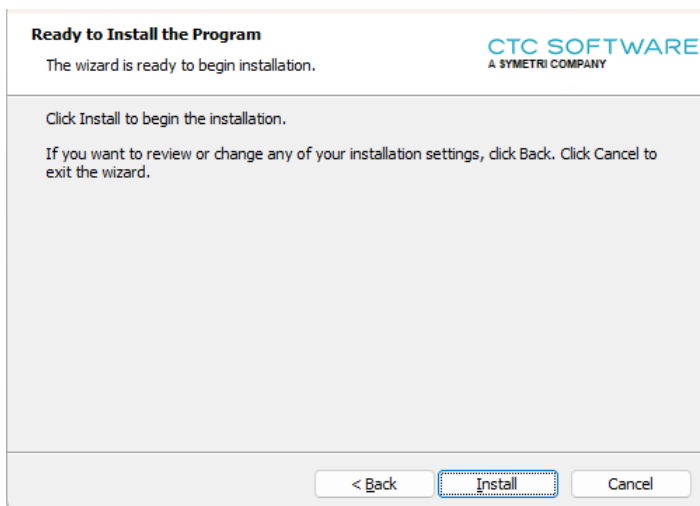 Ready to Install the Program
The wizard is ready to begin installation.
CTC SOFTWARE
A SYMETRI COMPANY
Click Install to begin the installation.
If you want to review or change any of your installation settings, click Back. Click Cancel to
exit the wizard.
< Back
Install
Cancel